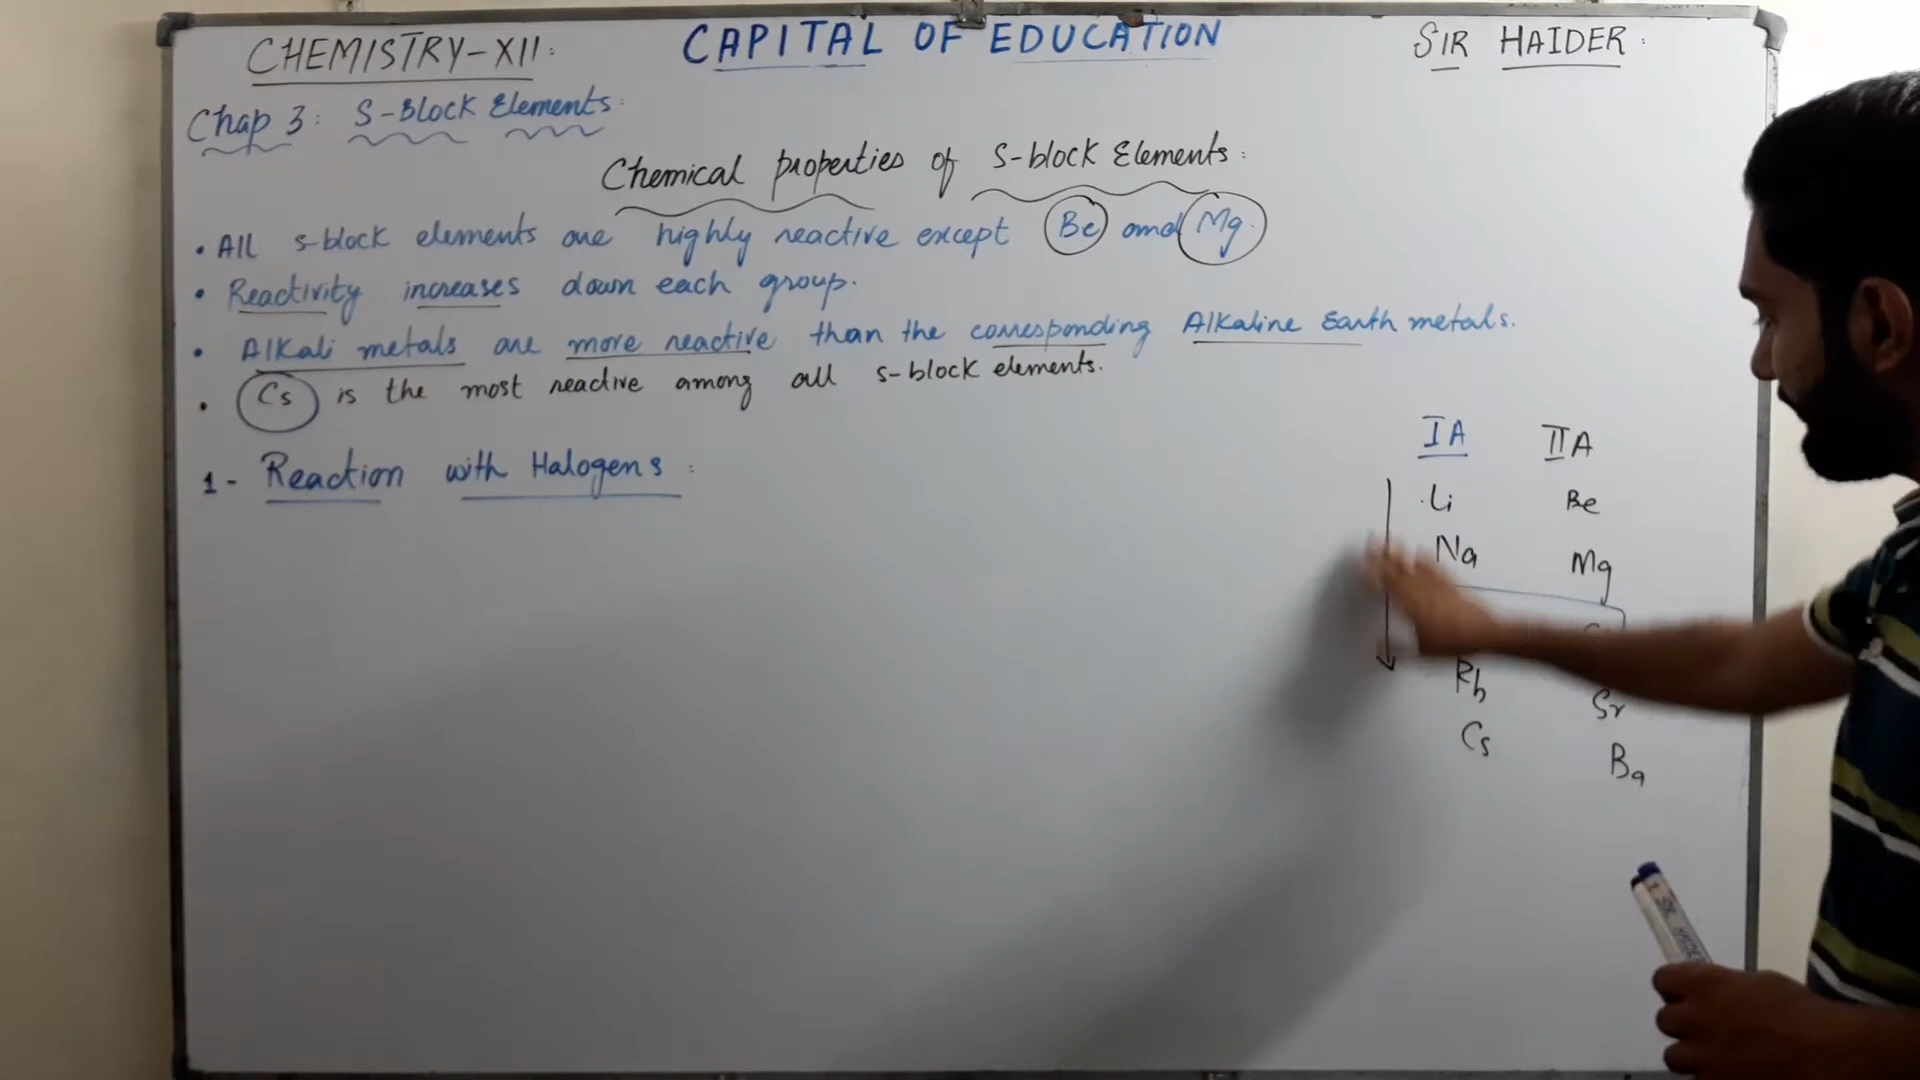 CHEMISTRY-XII:
CAPITAL OF EDUCATION
SIR HAIDER:
Chap 3: S-Block Elements:
Chemical properties of S-block Elements:
• All s-block elements are highly reactive except Be and Mg.
• Reactivity increases down each group.
• Alkali metals are more reactive than the corresponding Alkaline Earth metals.
• Cs is the most reactive among all s-block elements.
1- Reaction with Halogens:
IA IIA
Li Be
Na Mg
Rb Sr
Cs Ba
SIR HAIDER